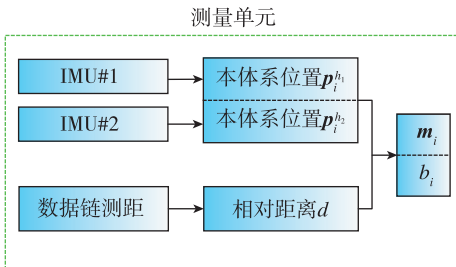 测量单元
IMU#1
本体系位置p_i^{h_1}
IMU#2
本体系位置p_i^{h_2}
m_i
b_i
数据链测距
相对距离d